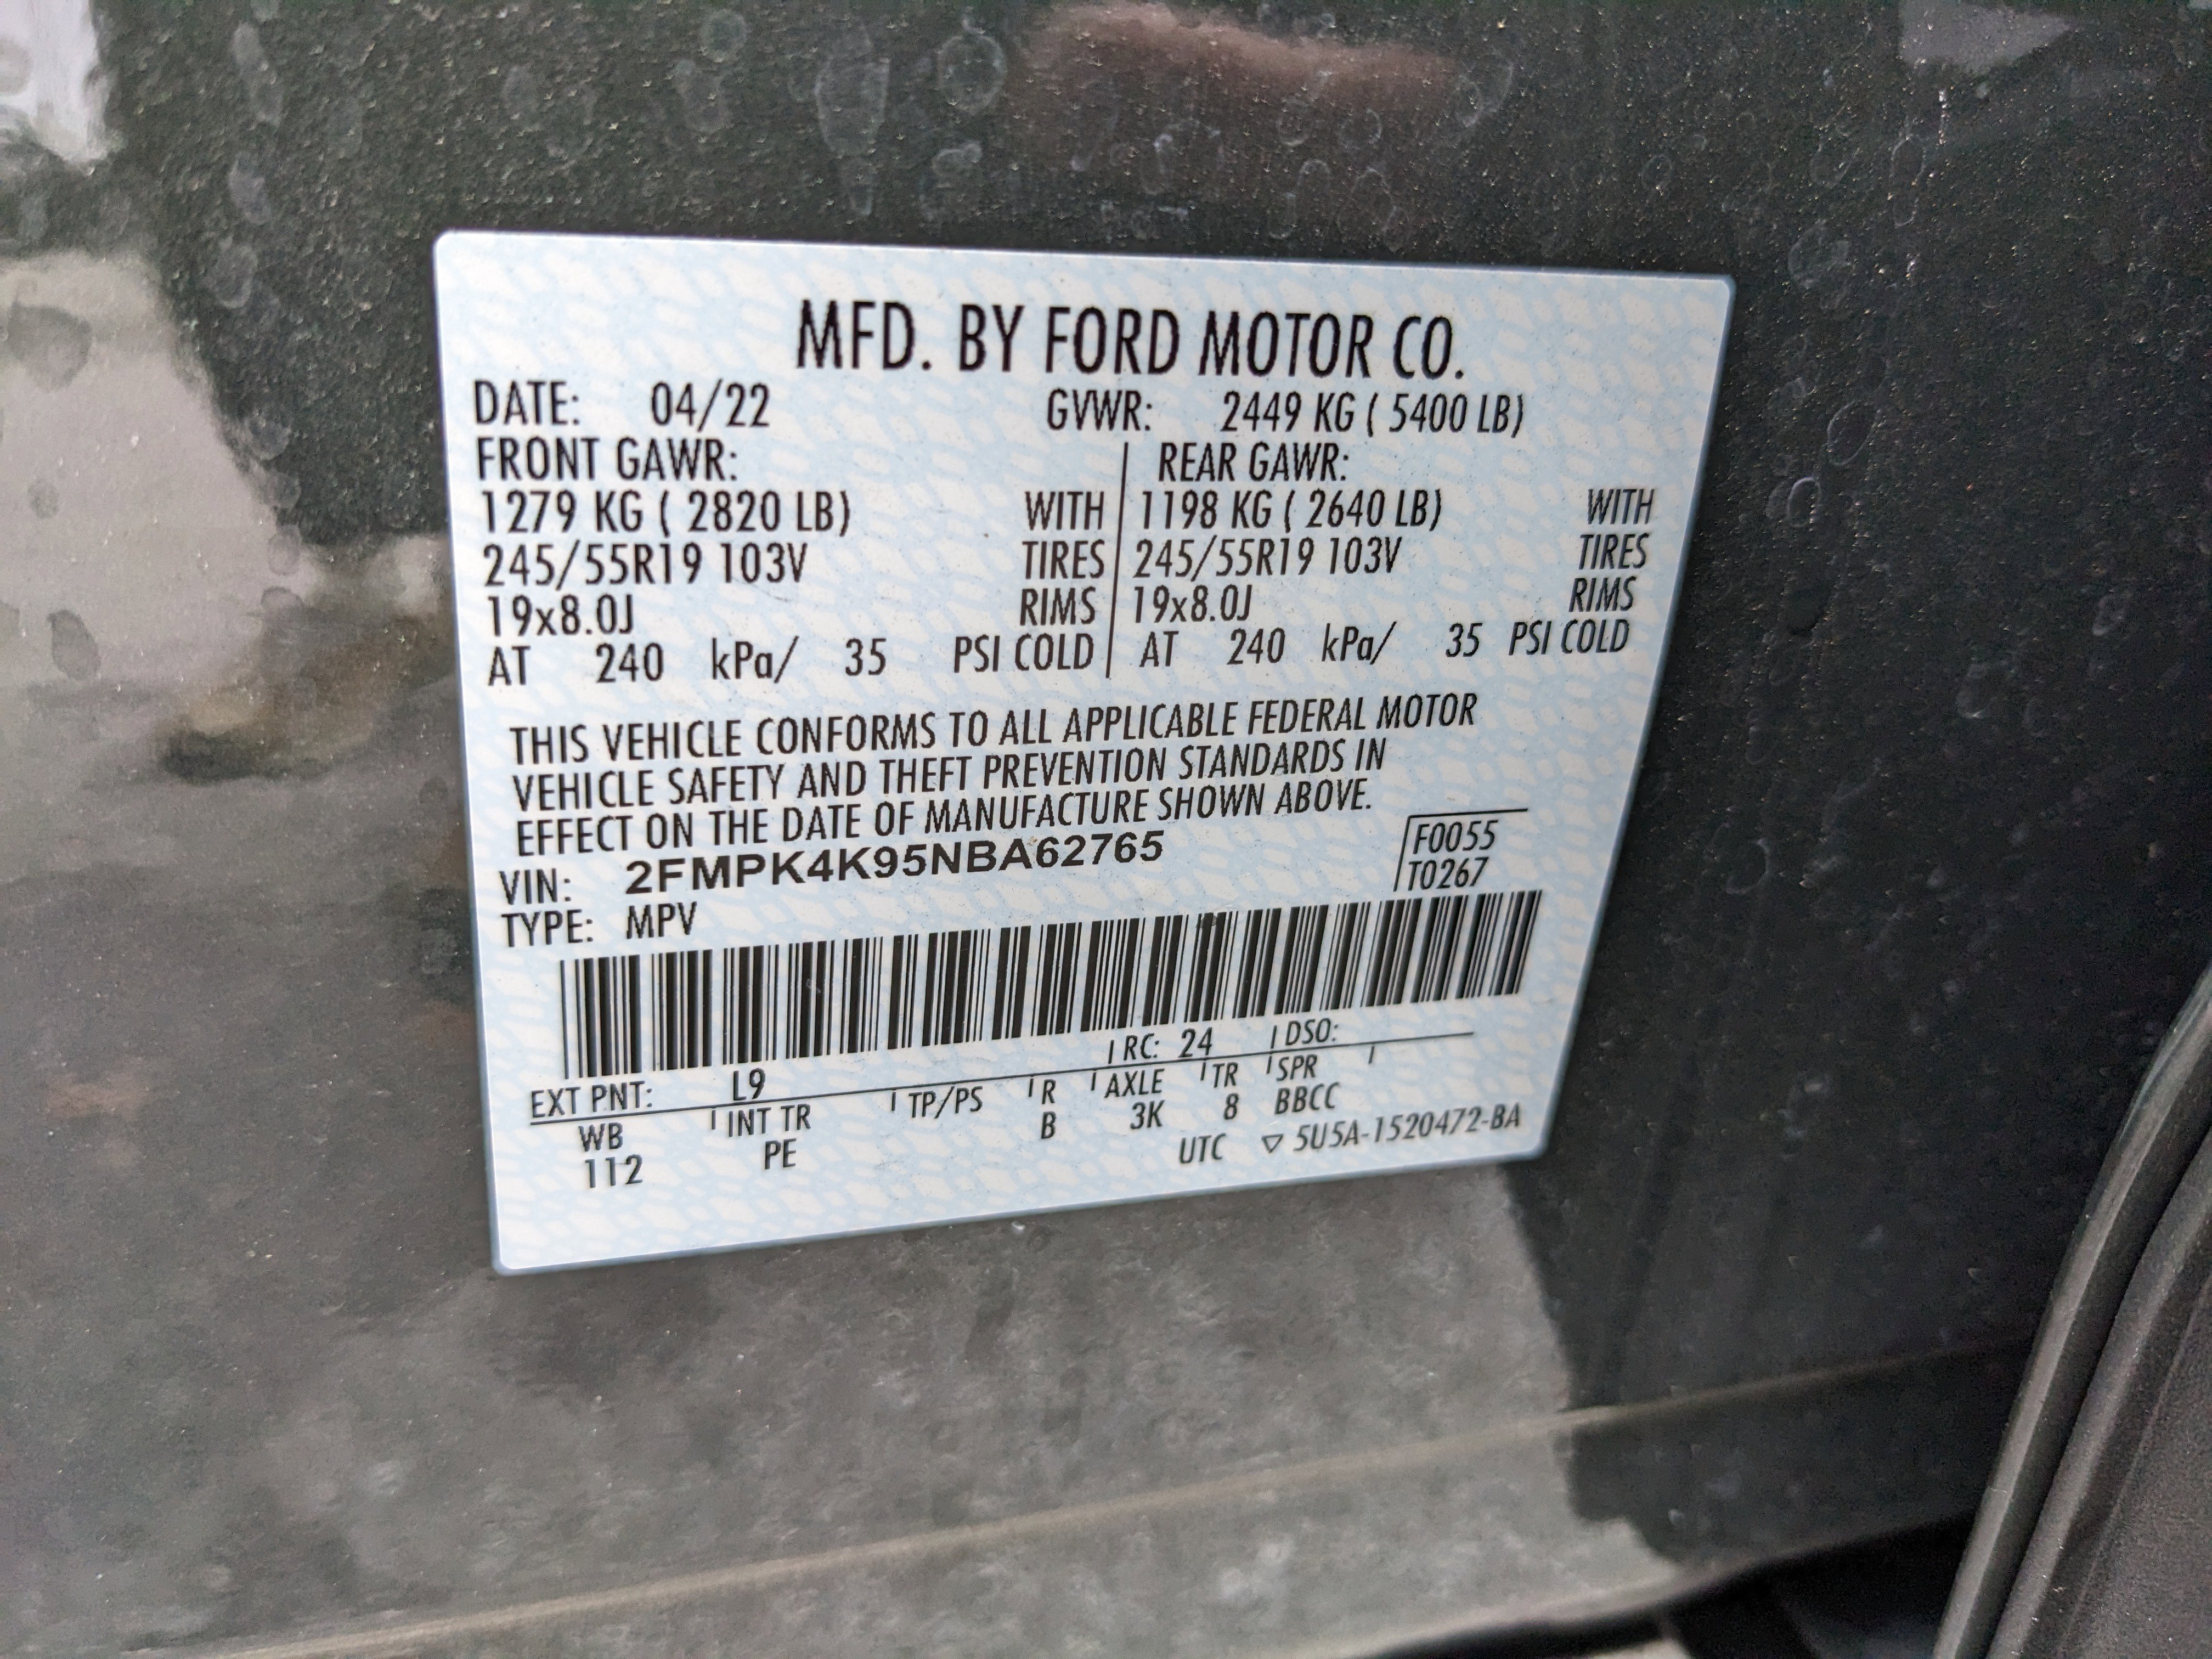 MFD. BY FORD MOTOR CO.
DATE: 04/22 GVWR: 2449 KG ( 5400 LB)
FRONT GAWR: REAR GAWR:
1279 KG ( 2820 LB) WITH 1198 KG ( 2640 LB) WITH
245/55R19 103V TIRES 245/55R19 103V TIRES
19x8.0J RIMS 19x8.0J RIMS
AT 240 kPa/ 35 PSI COLD AT 240 kPa/ 35 PSI COLD
THIS VEHICLE CONFORMS TO ALL APPLICABLE FEDERAL MOTOR
VEHICLE SAFETY AND THEFT PREVENTION STANDARDS IN
EFFECT ON THE DATE OF MANUFACTURE SHOWN ABOVE.
VIN: 2FMPK4K95NBA62765 F0055
TYPE: MPV T0267
EXT PNT: L9 RC: 24 DSO:
WB INT TR TP/PS R AXLE TR SPR
112 PE B 3K 8 BBCC
UTC ▽ 5U5A-1520472-BA